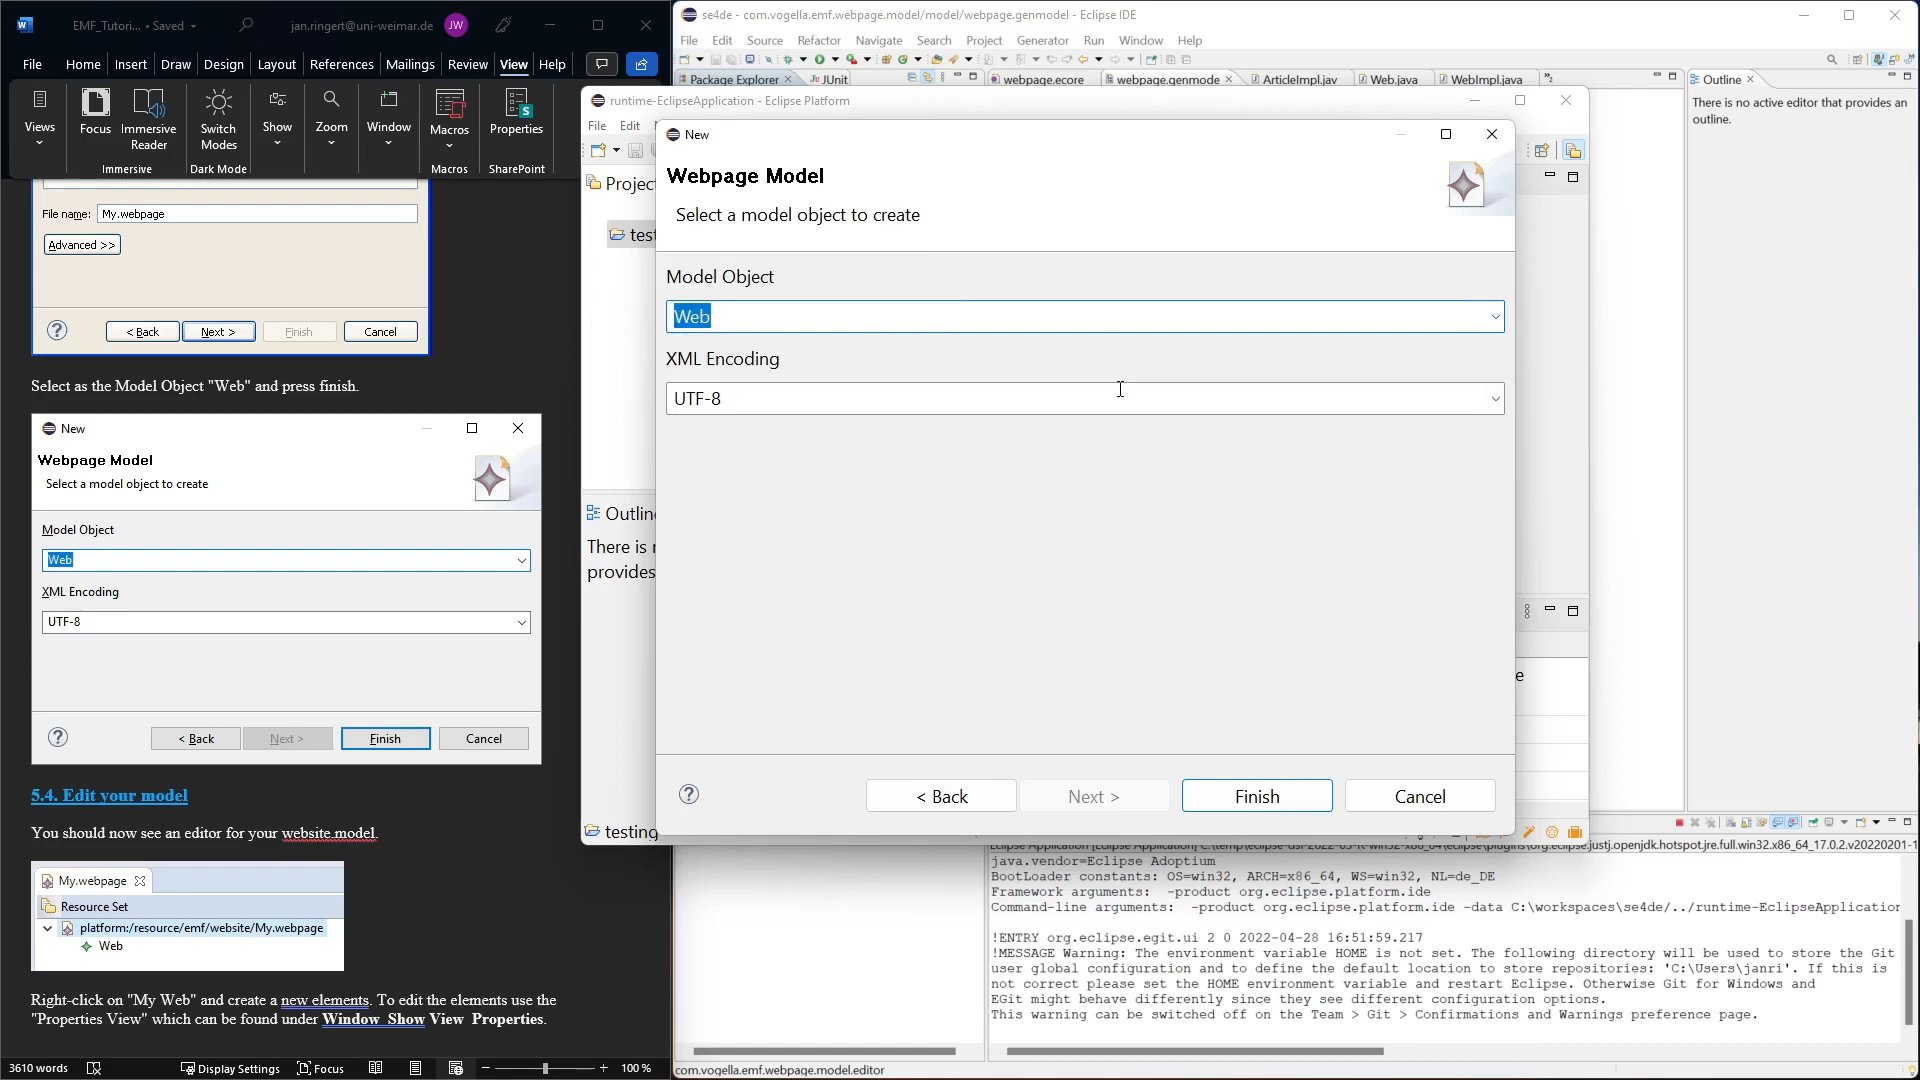 EMF_Tutori... • Saved
jan.ringert@uni-weimar.de
JW
File Home Insert Draw Design Layout References Mailings Review View Help
Views
Focus
Immersive Reader
Switch Modes
Show
Zoom
Window
Macros
Properties
Immersive
Dark Mode
Macros
SharePoint
File name: My.webpage
Advanced >>
< Back Next > Finish Cancel
Select as the Model Object "Web" and press finish.
New
Webpage Model
Select a model object to create
Model Object
Web
XML Encoding
UTF-8
< Back Next > Finish Cancel
5.4. Edit your model
You should now see an editor for your website.model.
My.webpage
Resource Set
platform:/resource/emf/website/My.webpage
Web
Right-click on "My Web" and create a new elements. To edit the elements use the
"Properties View" which can be found under Window Show View Properties.
3610 words
Display Settings
Focus
100 %
se4de - com.vogella.emf.webpage.model/model/webpage.genmodel - Eclipse IDE
File Edit Source Refactor Navigate Search Project Generator Run Window Help
Package Explorer
JUnit
webpage.ecore
webpage.genmode
ArticleImpl.jav
Web.java
WebImpl.java
Outline
There is no active editor that provides an
outline.
runtime-EclipseApplication - Eclipse Platform
File Edit
Project
test
Outline
There is
provides
testing
New
Webpage Model
Select a model object to create
Model Object
Web
XML Encoding
UTF-8
< Back Next > Finish Cancel
e
java.vendor=Eclipse Adoptium
BootLoader constants: OS=win32, ARCH=x86_64, WS=win32, NL=de_DE
Framework arguments: -product org.eclipse.platform.ide
Command-line arguments: -product org.eclipse.platform.ide -data C:\workspaces\se4de/../runtime-EclipseApplication
!ENTRY org.eclipse.egit.ui 2 0 2022-04-28 16:51:59.217
!MESSAGE Warning: The environment variable HOME is not set. The following directory will be used to store the Git
user global configuration and to define the default location to store repositories: 'C:\Users\janri'. If this is
not correct please set the HOME environment variable and restart Eclipse. Otherwise Git for Windows and
EGit might behave differently since they see different configuration options.
This warning can be switched off on the Team > Git > Confirmations and Warnings preference page.
com.vogella.emf.webpage.model.editor